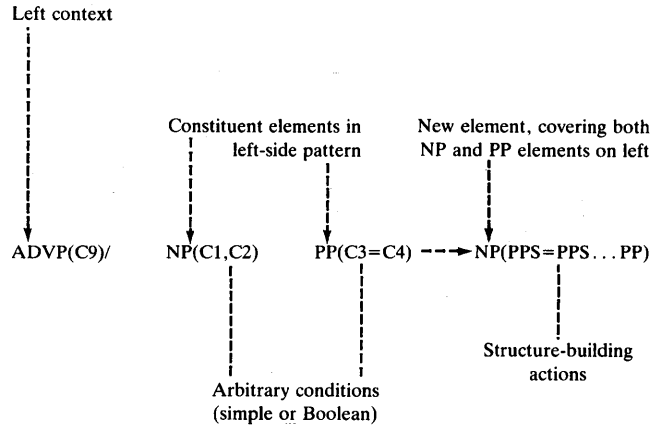 Left context
Constituent elements in
left-side pattern
New element, covering both
NP and PP elements on left
ADVP(C9)/ NP(C1,C2) PP(C3=C4) NP(PPS=PPS...PP)
Structure-building
actions
Arbitrary conditions
(simple or Boolean)